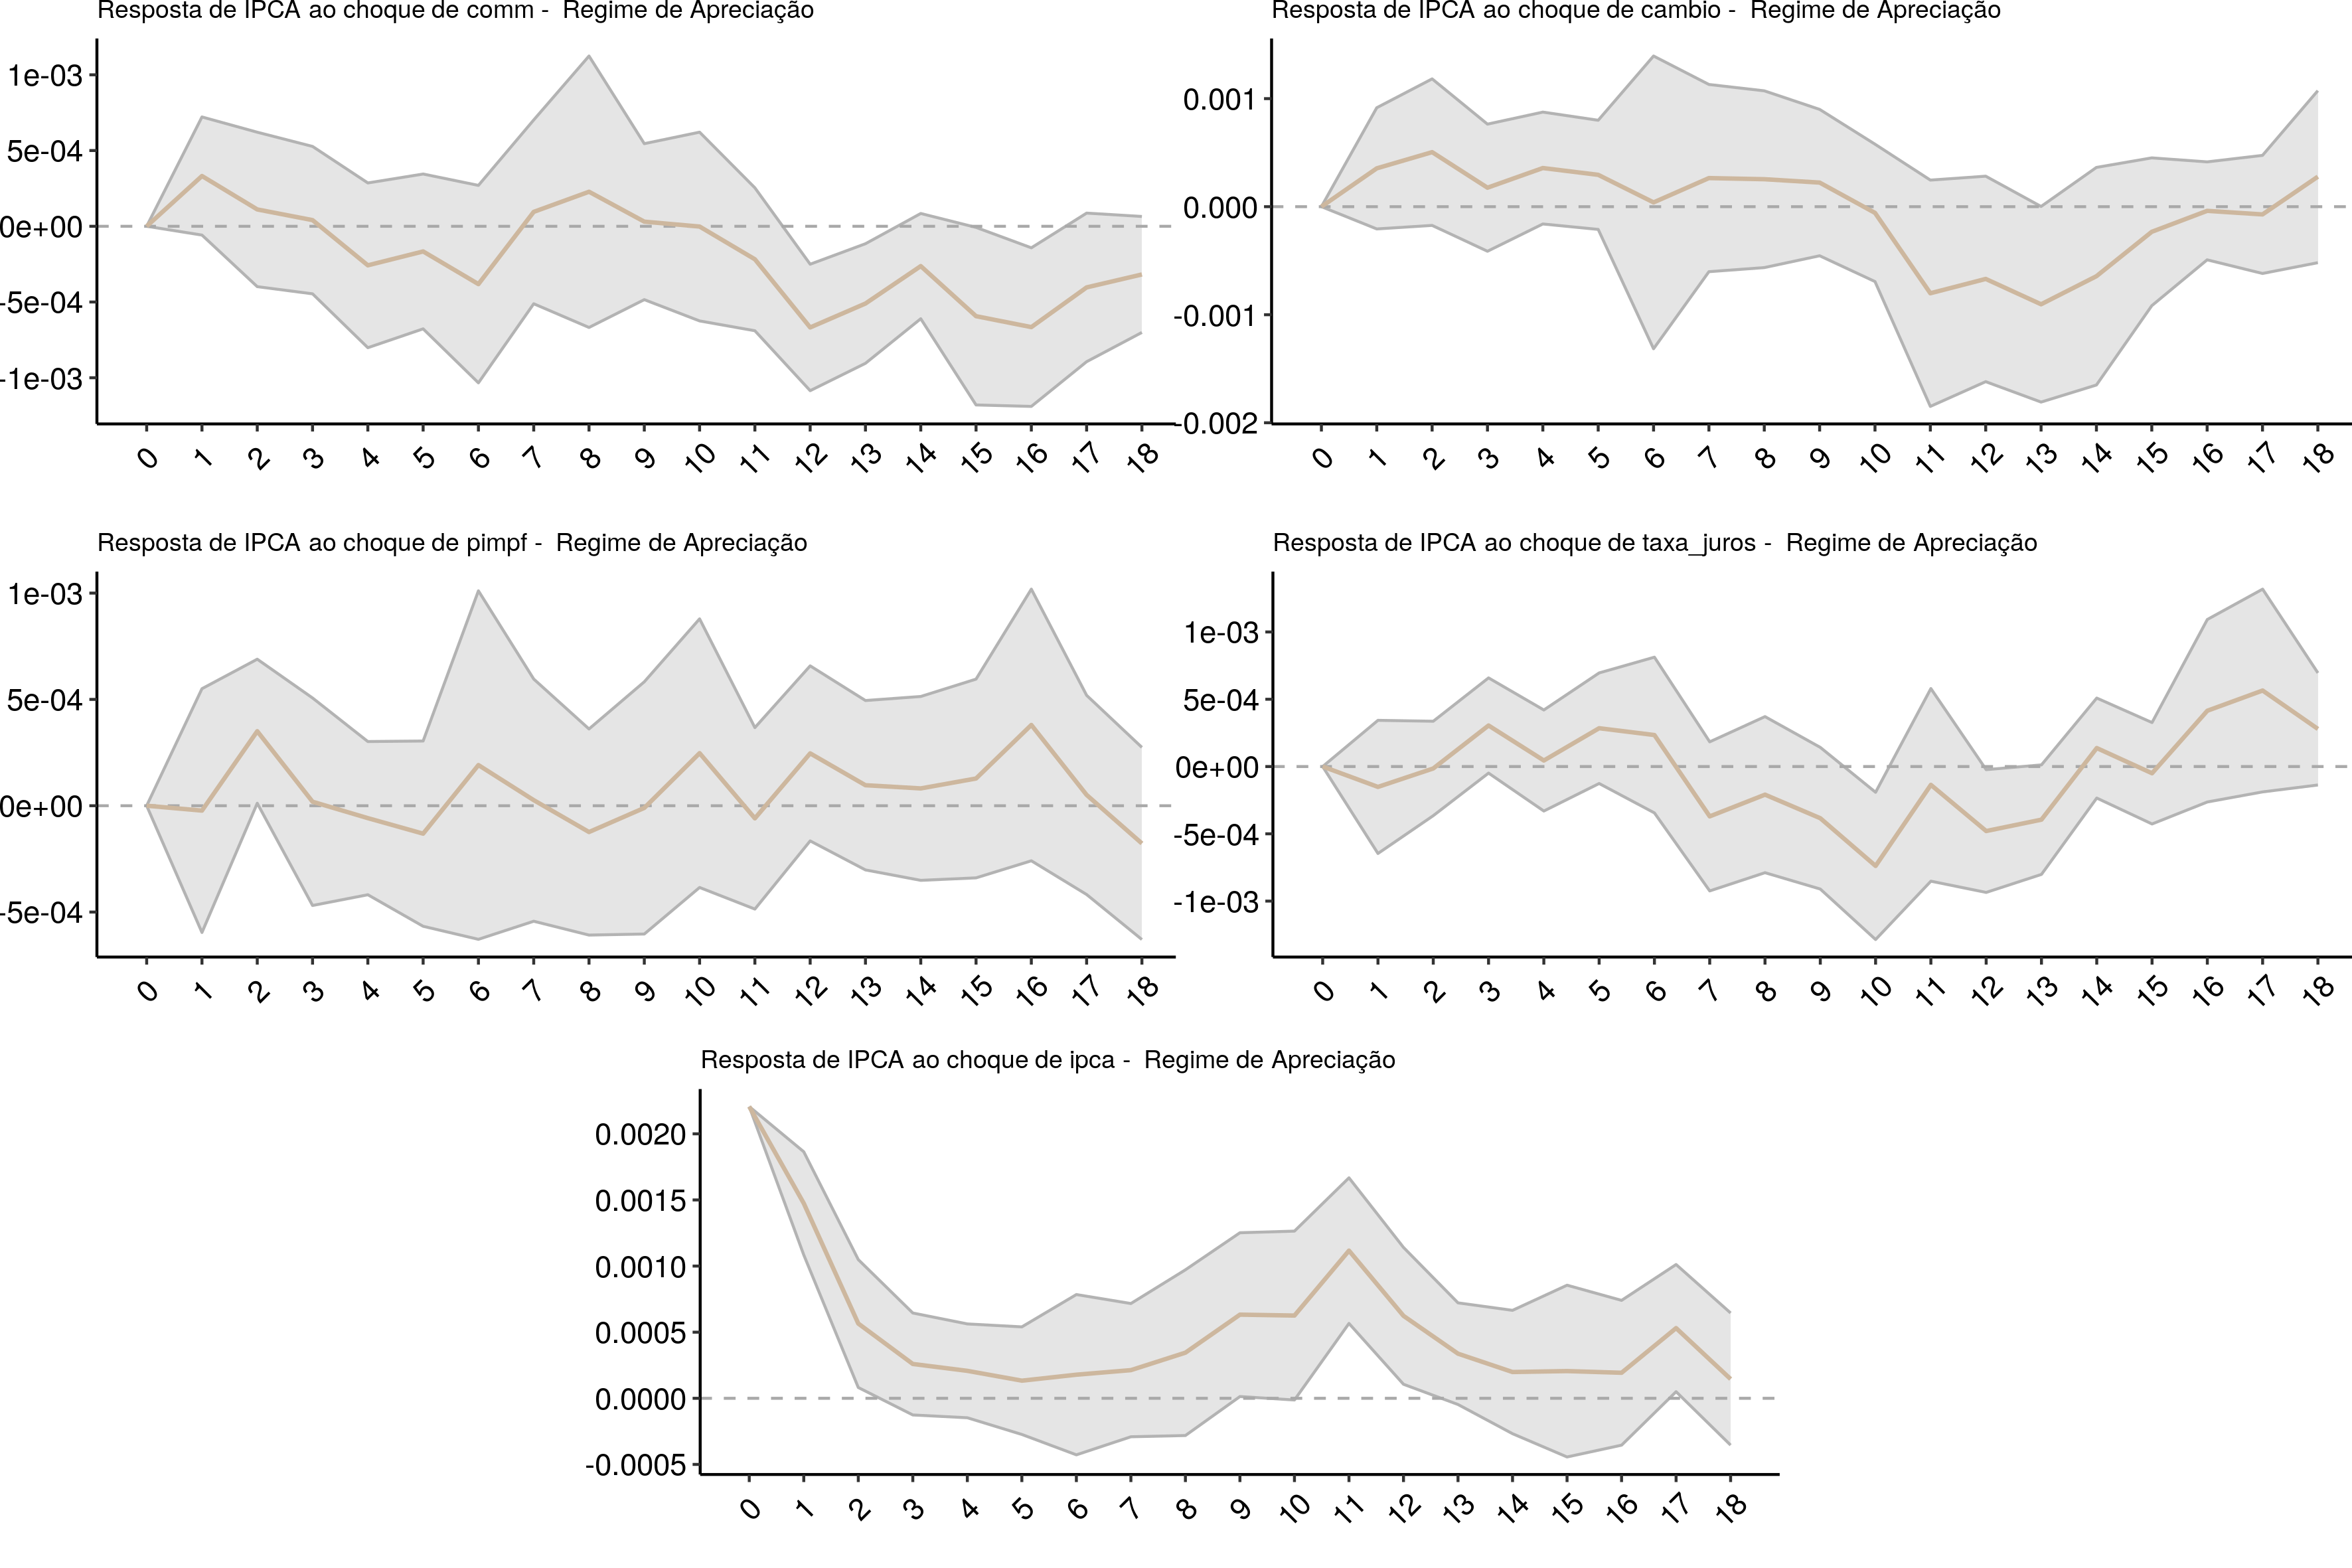 Resposta de IPCA ao choque de comm -  Regime de Apreciação
1e-03
5e-04
0e+00
-5e-04
-1e-03
0 1 2 3 4 5 6 7 8 9 10 11 12 13 14 15 16 17 18
Resposta de IPCA ao choque de cambio -  Regime de Apreciação
0.001
0.000
-0.001
-0.002
0 1 2 3 4 5 6 7 8 9 10 11 12 13 14 15 16 17 18
Resposta de IPCA ao choque de pimpf -  Regime de Apreciação
1e-03
5e-04
0e+00
-5e-04
0 1 2 3 4 5 6 7 8 9 10 11 12 13 14 15 16 17 18
Resposta de IPCA ao choque de taxa_juros -  Regime de Apreciação
1e-03
5e-04
0e+00
-5e-04
-1e-03
0 1 2 3 4 5 6 7 8 9 10 11 12 13 14 15 16 17 18
Resposta de IPCA ao choque de ipca -  Regime de Apreciação
0.0020
0.0015
0.0010
0.0005
0.0000
-0.0005
0 1 2 3 4 5 6 7 8 9 10 11 12 13 14 15 16 17 18